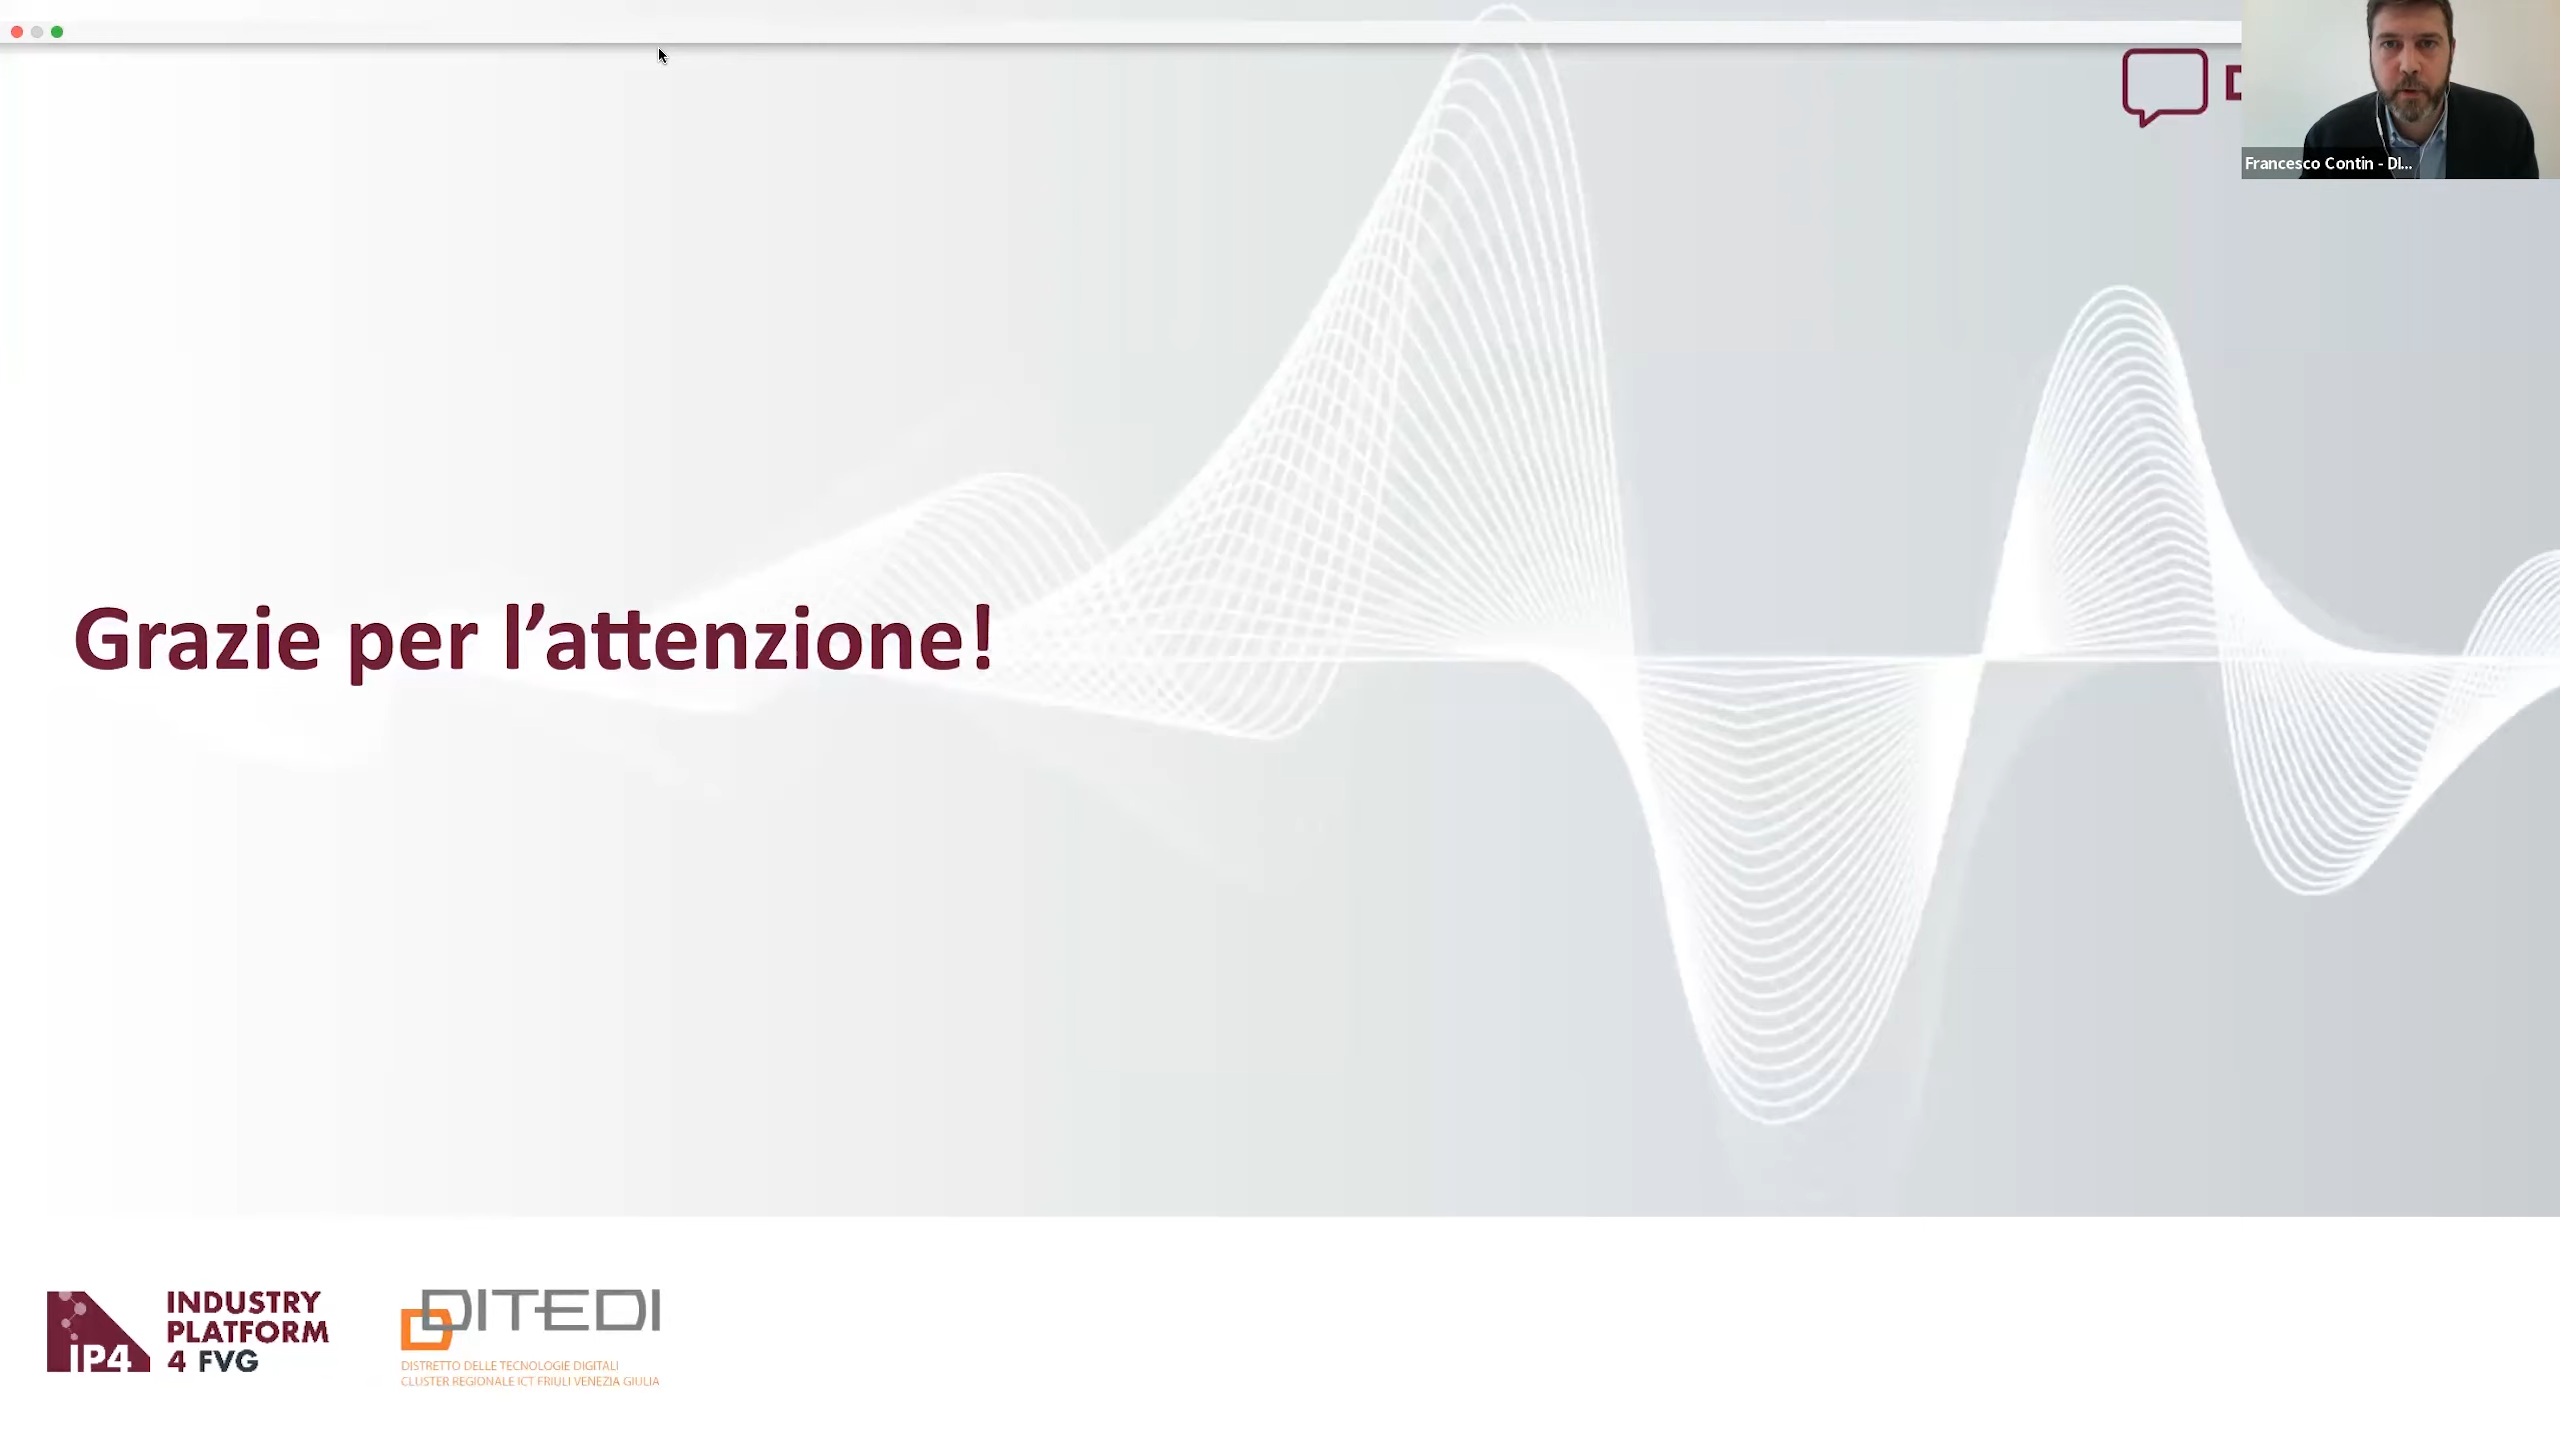 Francesco Contin - DI...
Grazie per l'attenzione!
INDUSTRY
PLATFORM
4 FVG
IP4
DITEDI
DISTRETTO DELLE TECNOLOGIE DIGITALI
CLUSTER REGIONALE ICT FRIULI VENEZIA GIULIA